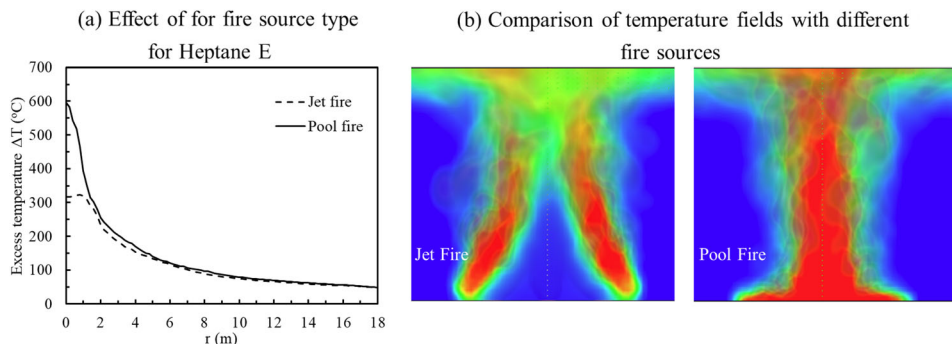 (a) Effect of for fire source type
for Heptane E
700
600
500
400
300
200
100
0
Excess temperature ΔT (°C)
Jet fire
Pool fire
0 2 4 6 8 10 12 14 16 18
r (m)
(b) Comparison of temperature fields with different
fire sources
Jet Fire
Pool Fire